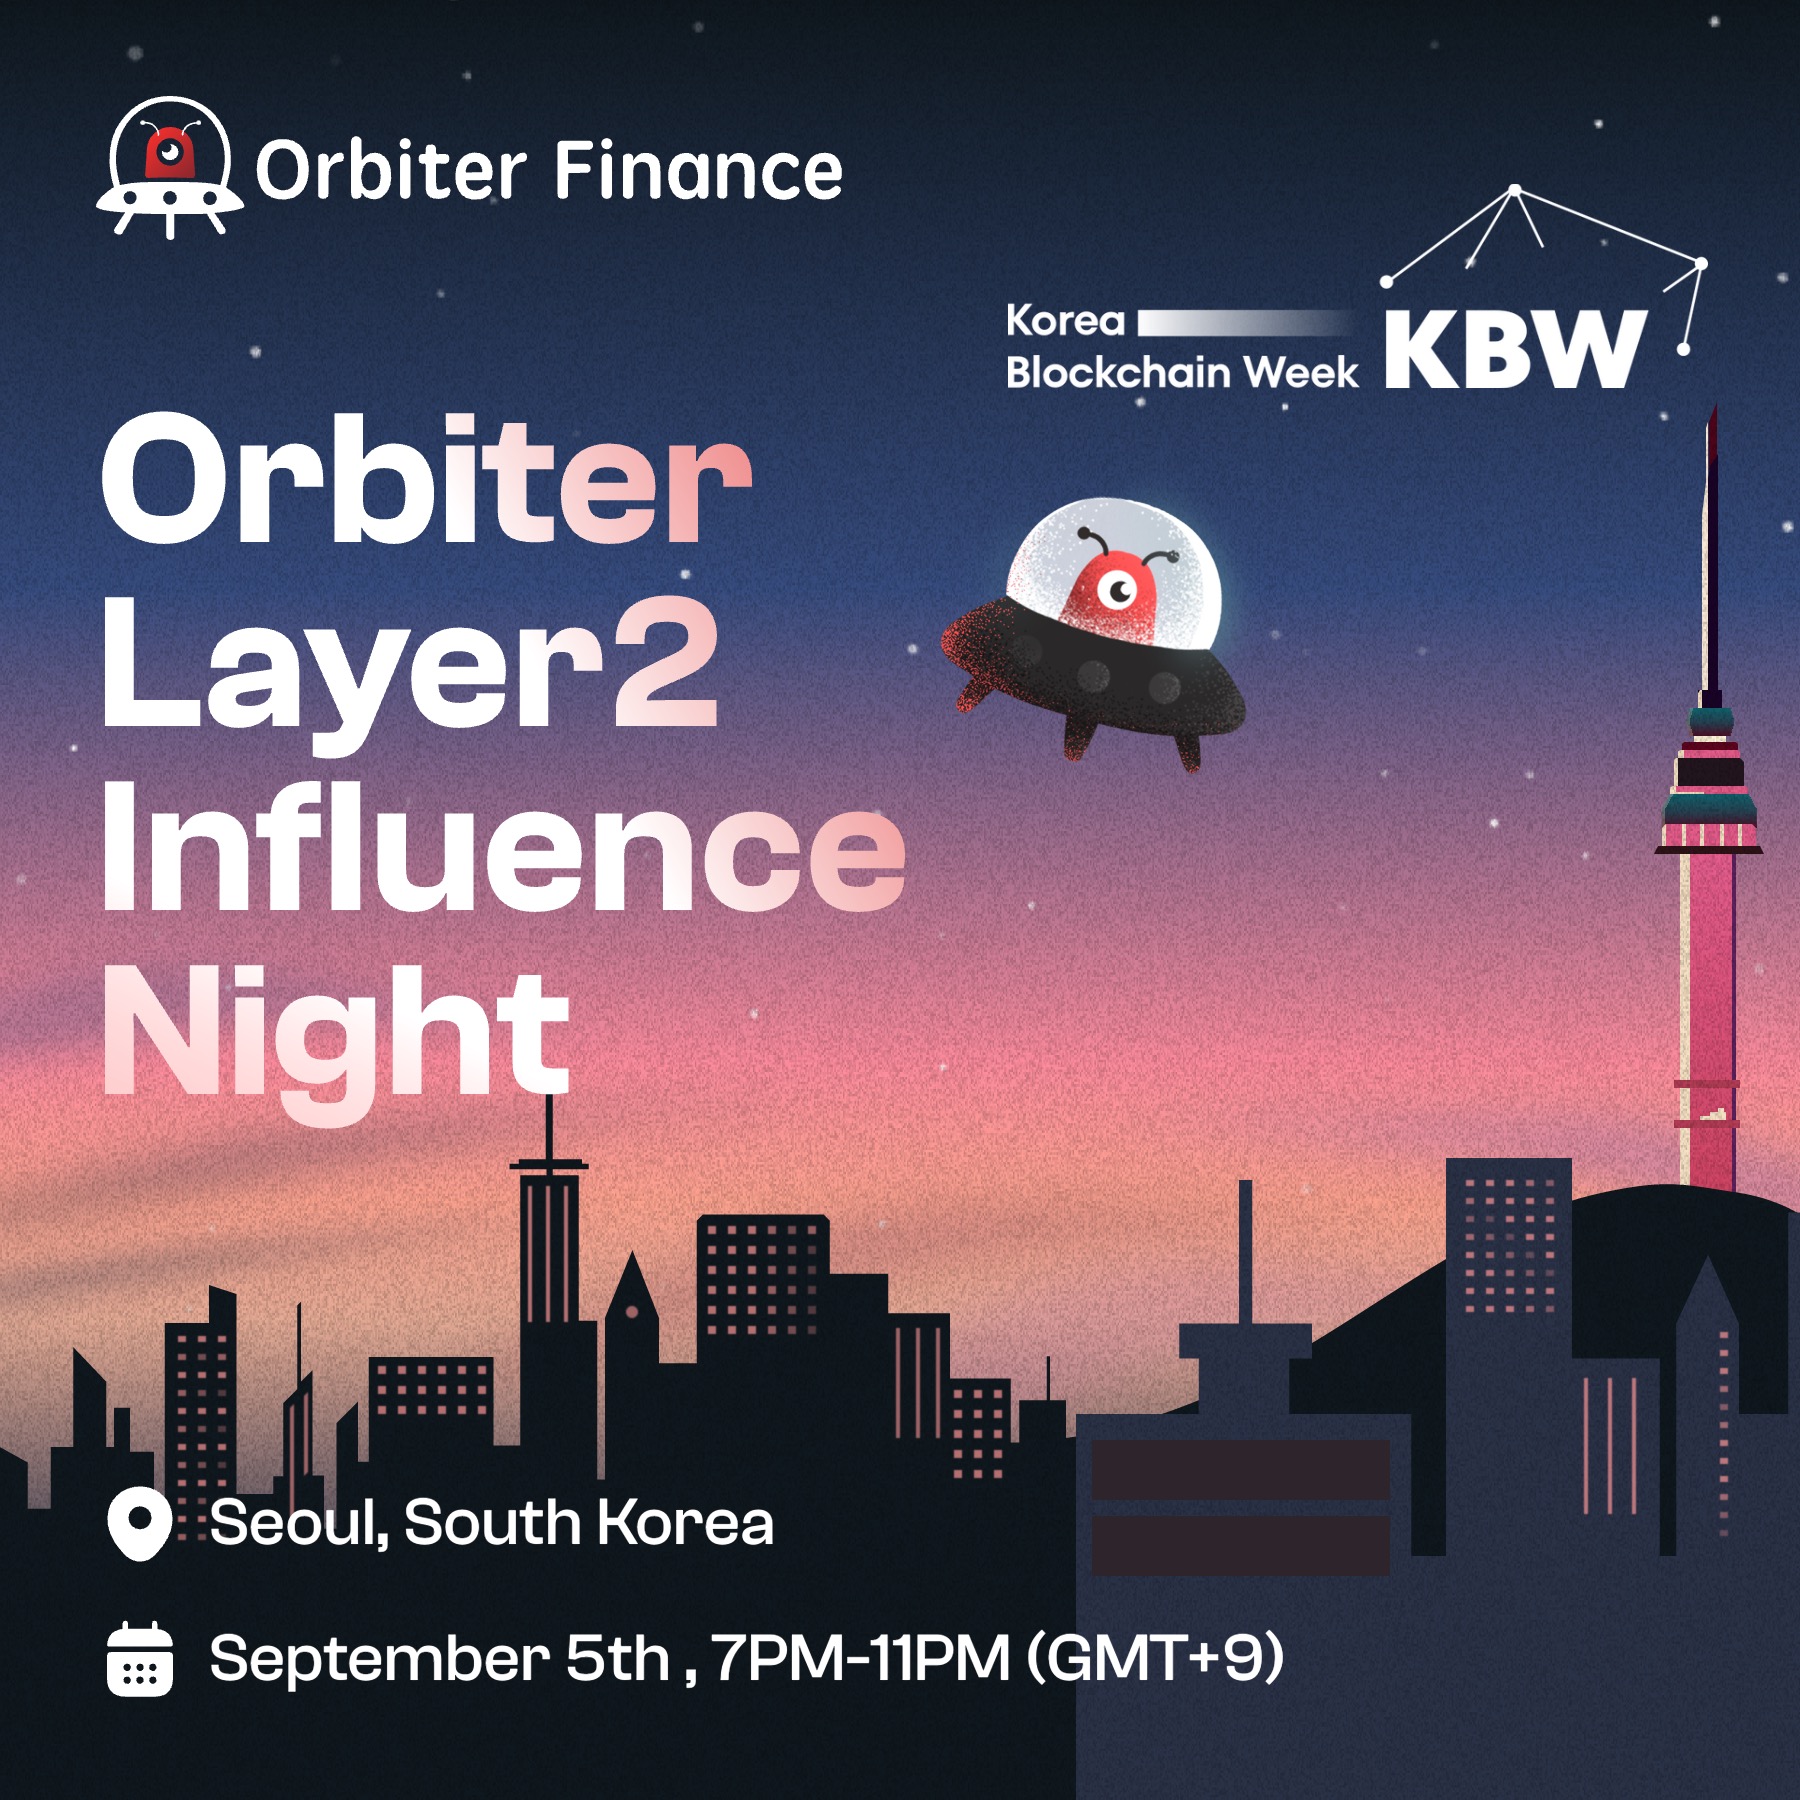 Orbiter Finance
Korea
Blockchain Week KBW
Orbiter
Layer2
Influence
Night
Seoul, South Korea
September 5th , 7PM-11PM (GMT+9)